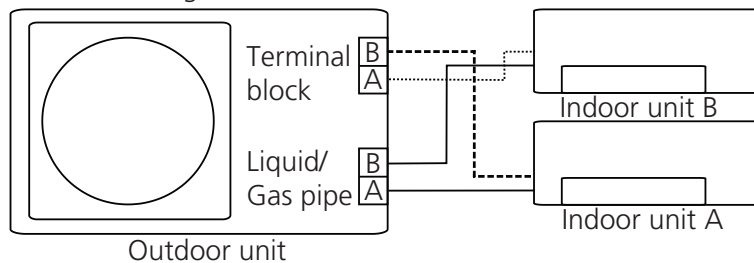 Terminal
block
B
A
Liquid/
Gas pipe
B
A
Outdoor unit
Indoor unit B
Indoor unit A